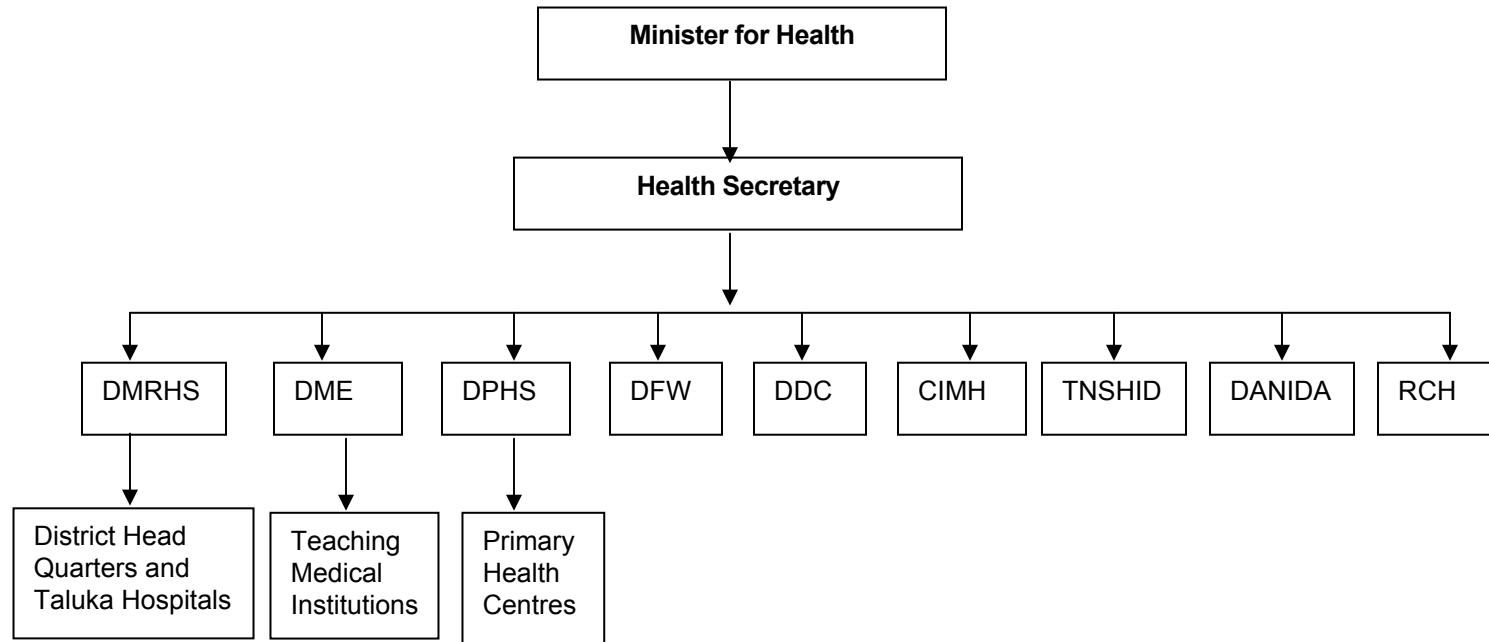 Minister for Health
Health Secretary
DMRHS
DME
DPHS
DFW
DDC
CIMH
TNSHID
DANIDA
RCH
District Head
Quarters and
Taluka Hospitals
Teaching
Medical
Institutions
Primary
Health
Centres